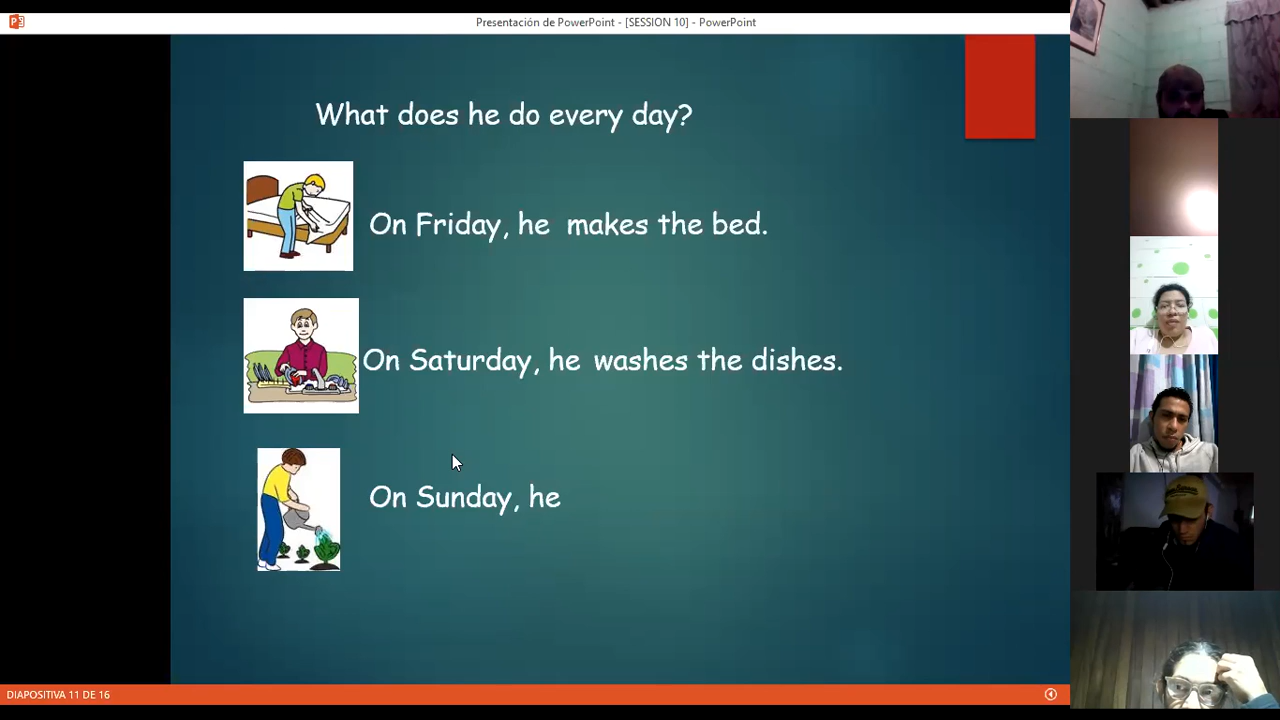 Presentación de PowerPoint - [SESSION 10] - PowerPoint
What does he do every day?
On Friday, he makes the bed.
On Saturday, he washes the dishes.
On Sunday, he
DIAPOSITIVA 11 DE 16